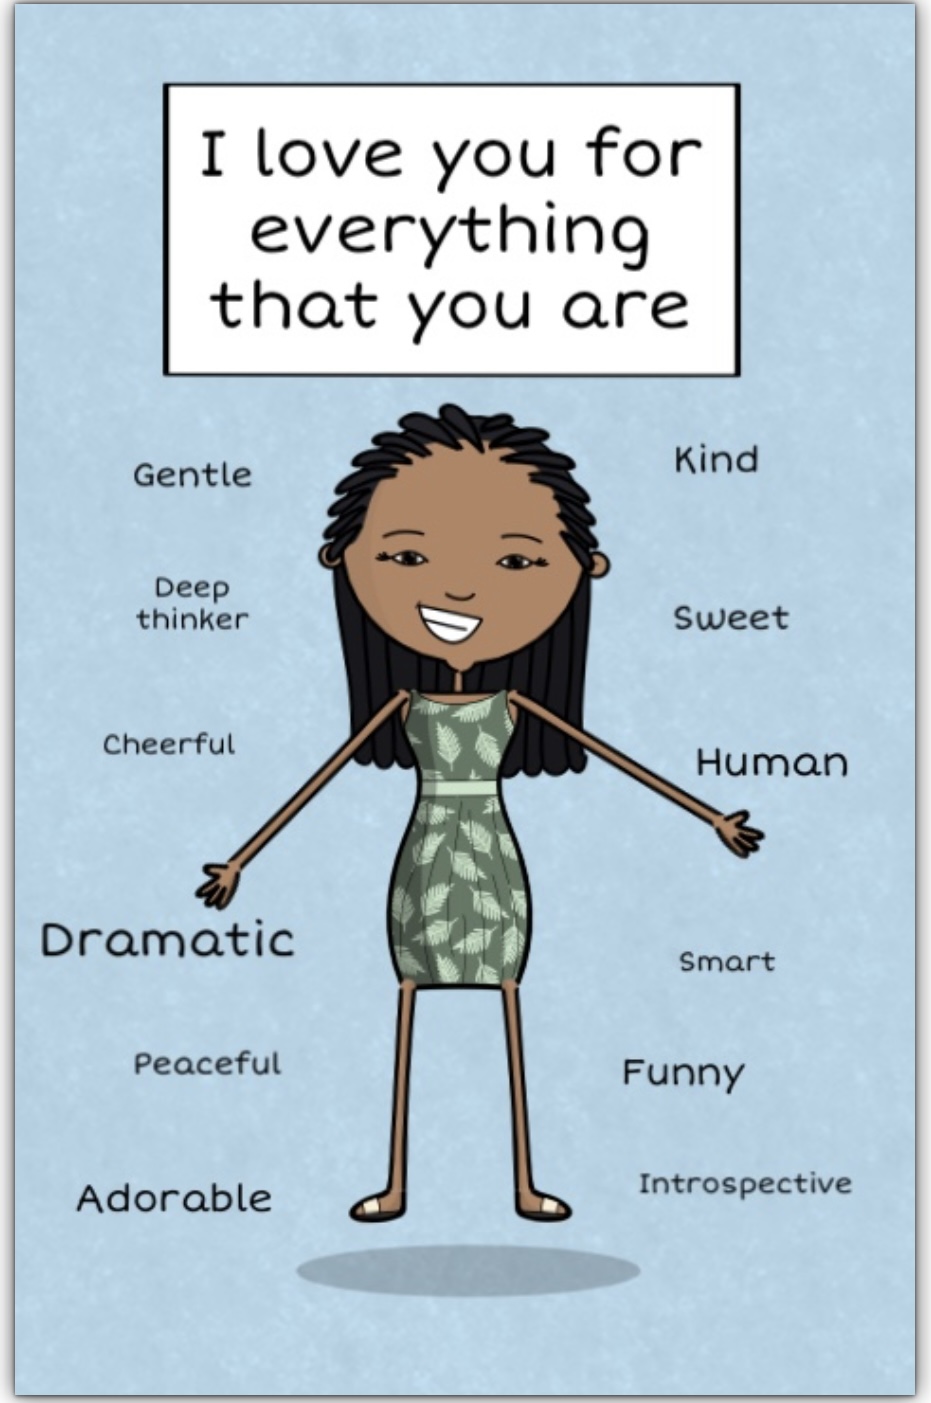 I love you for
everything
that you are
Gentle
Kind
Deep
thinker
Sweet
Cheerful
Human
Dramatic
Smart
Peaceful
Funny
Adorable
Introspective